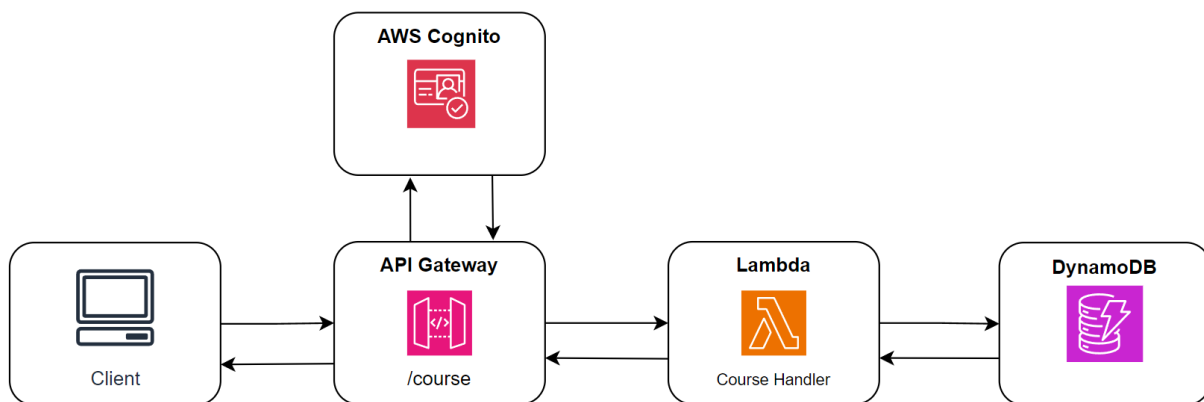 AWS Cognito
API Gateway
Lambda
DynamoDB
</>
Client
/course
Course Handler